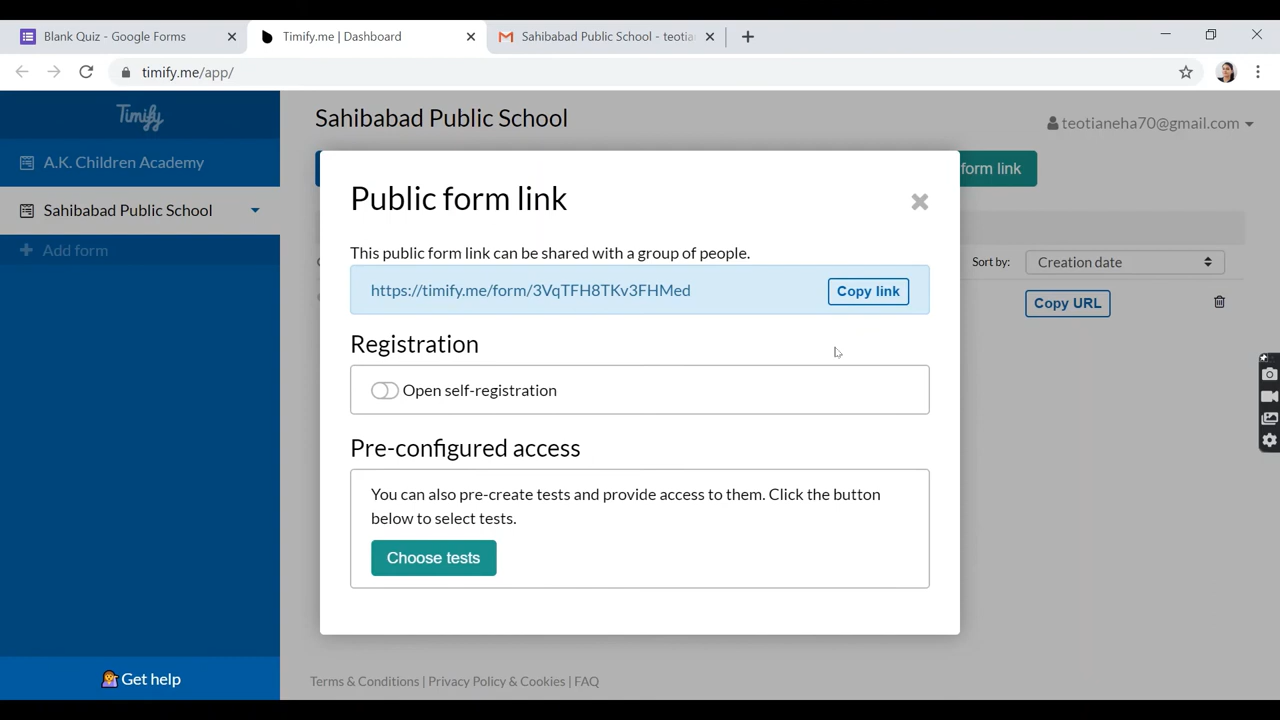 Blank Quiz - Google Forms
Timify.me | Dashboard
Sahibabad Public School - teotia
timify.me/app/
Timify
Sahibabad Public School
teotianeha70@gmail.com
A.K. Children Academy
form link
Public form link
Sahibabad Public School
This public form link can be shared with a group of people.
Add form
Sort by:
Creation date
https://timify.me/form/3VqTFH8TKv3FHMed
Copy link
Copy URL
Registration
Open self-registration
Pre-configured access
You can also pre-create tests and provide access to them. Click the button
below to select tests.
Choose tests
Get help
Terms & Conditions | Privacy Policy & Cookies | FAQ